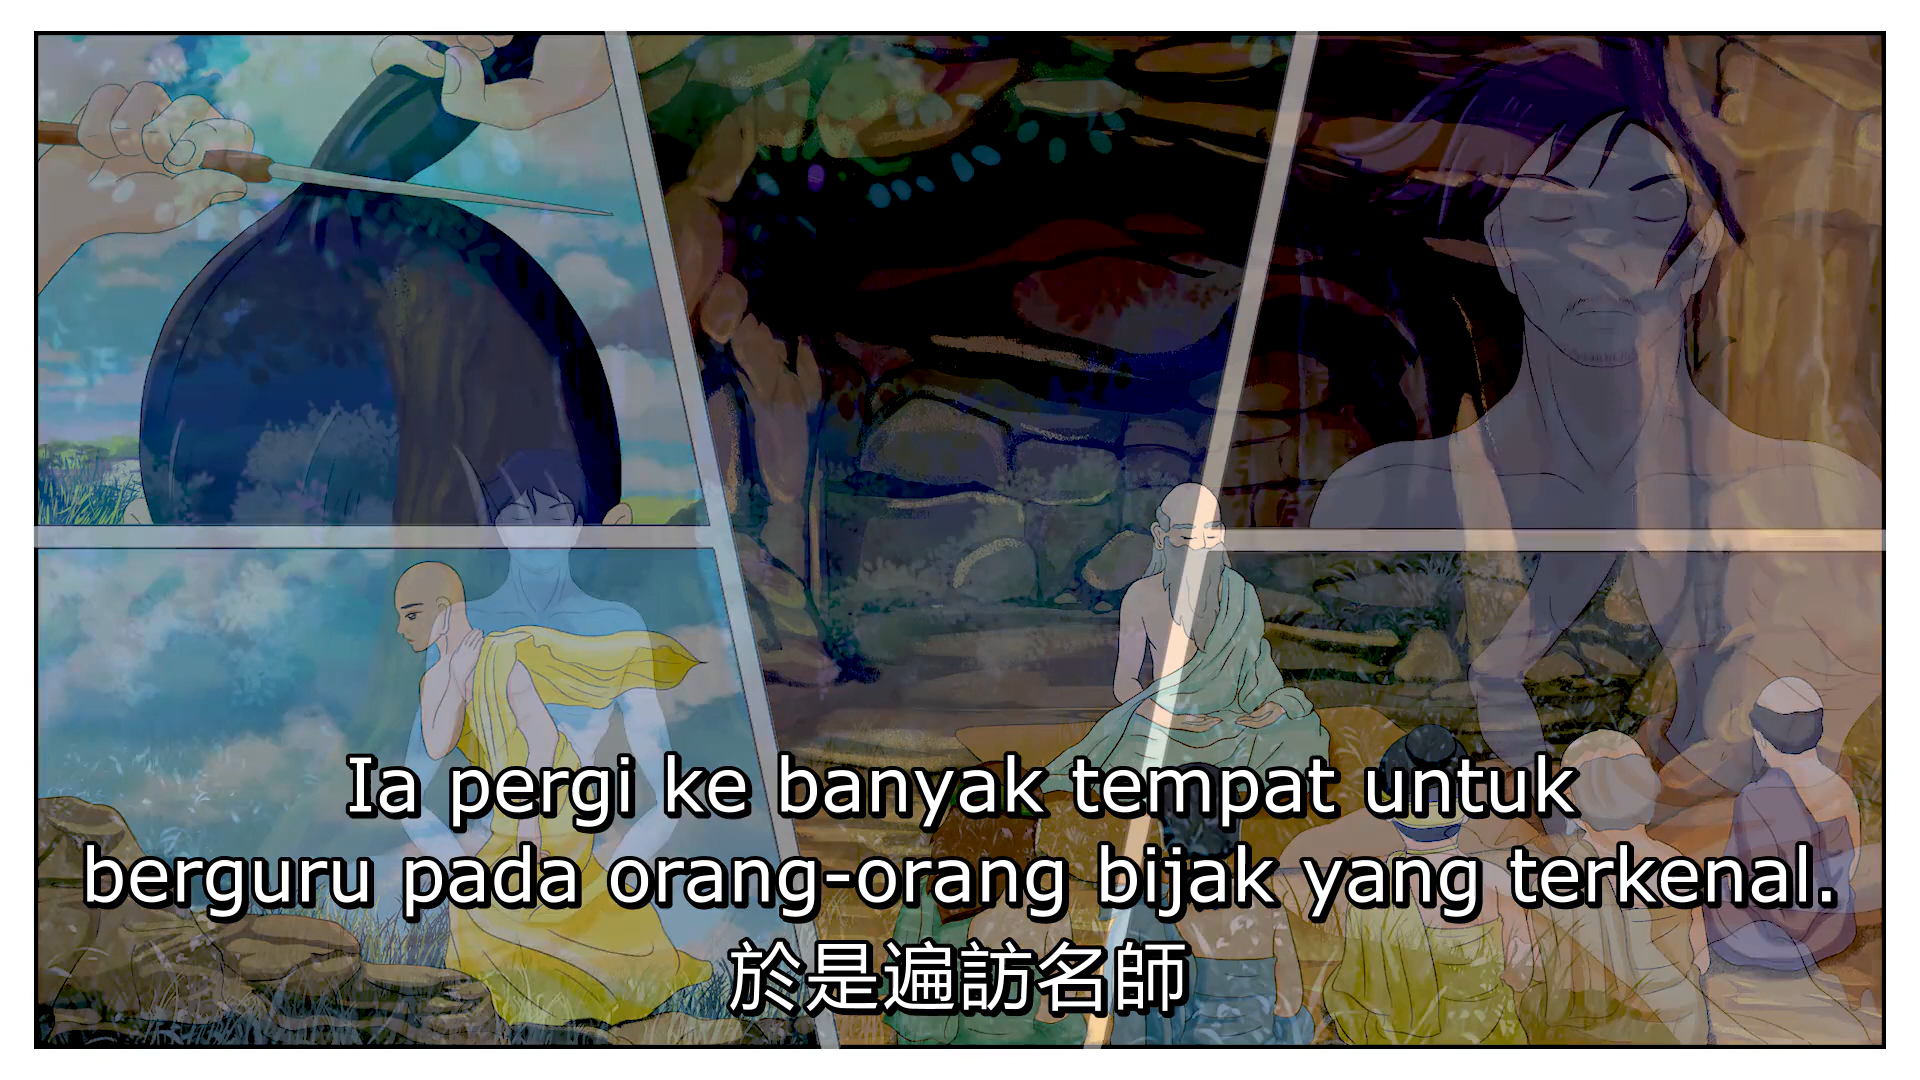 Ia pergi ke banyak tempat untuk
berguru pada orang-orang bijak yang terkenal.
於是遍訪名師